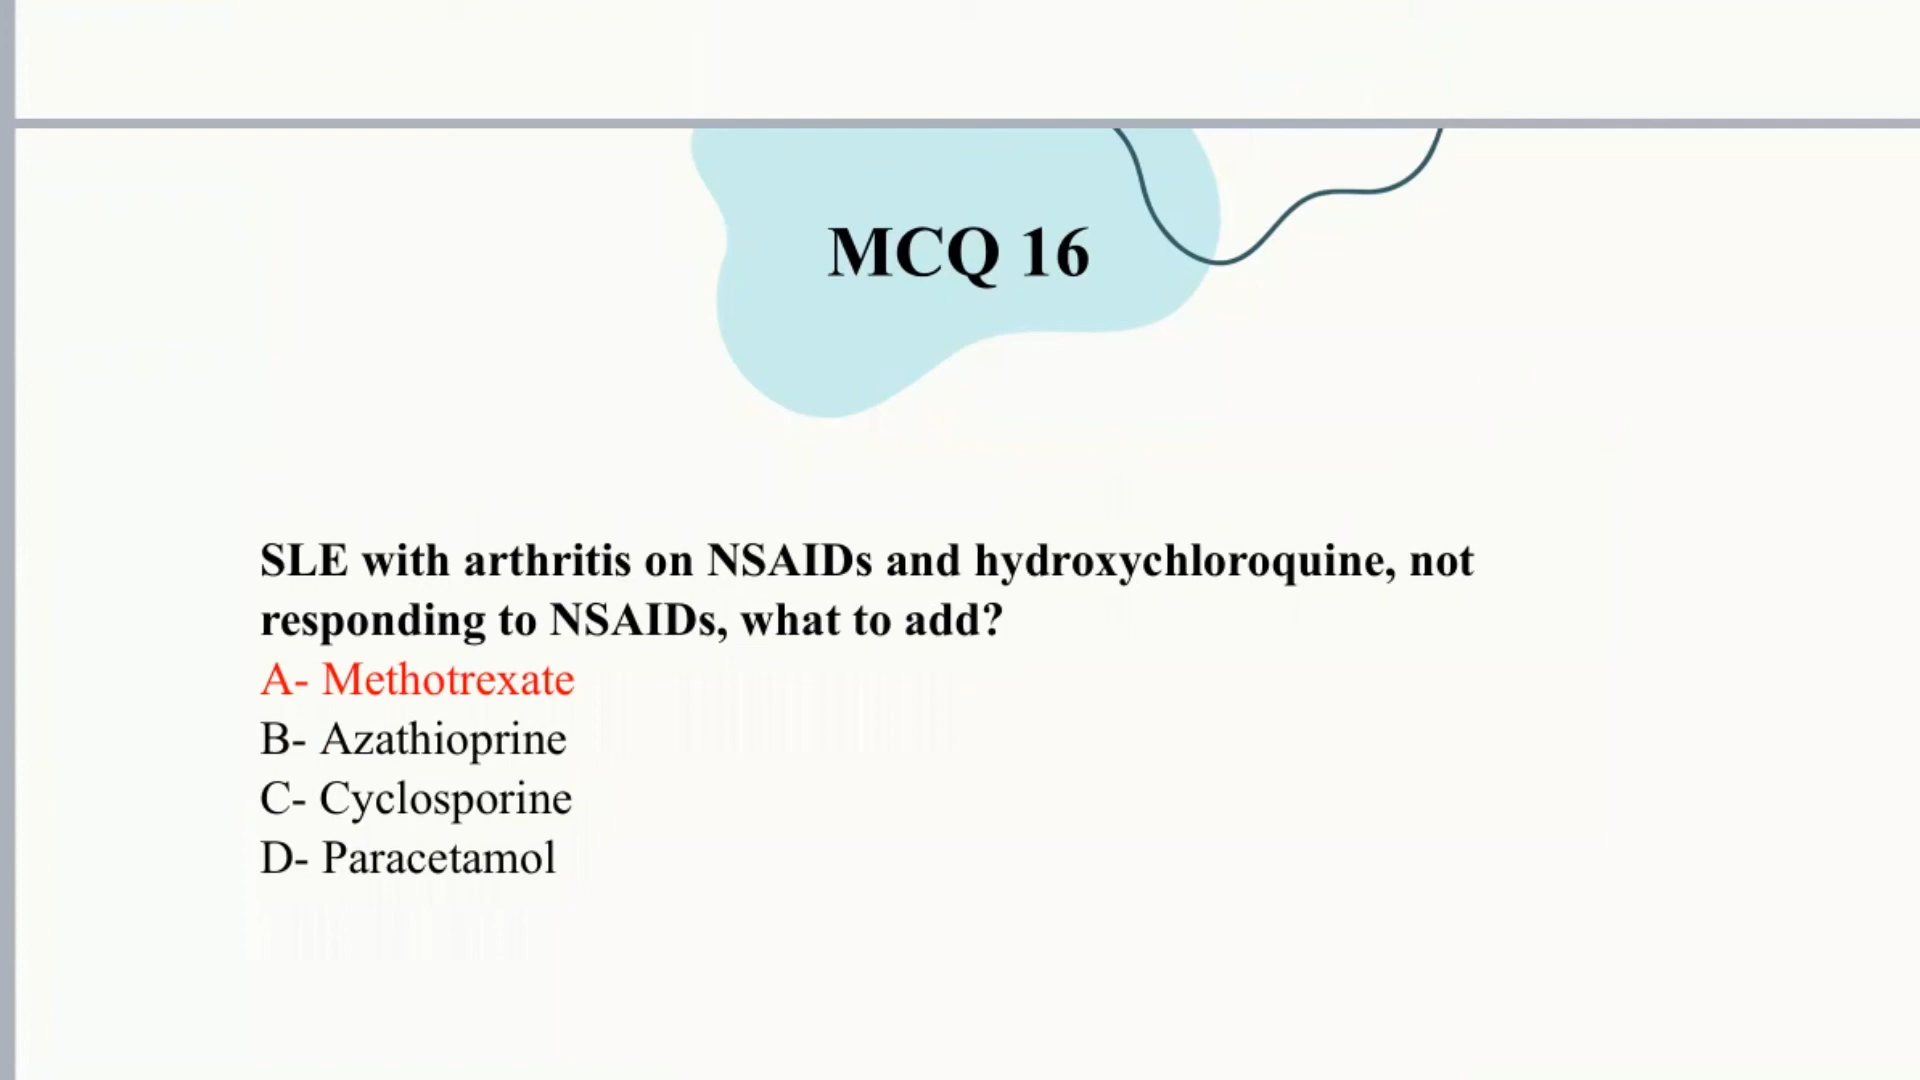 MCQ 16
SLE with arthritis on NSAIDs and hydroxychloroquine, not
responding to NSAIDs, what to add?
A- Methotrexate
B- Azathioprine
C- Cyclosporine
D- Paracetamol